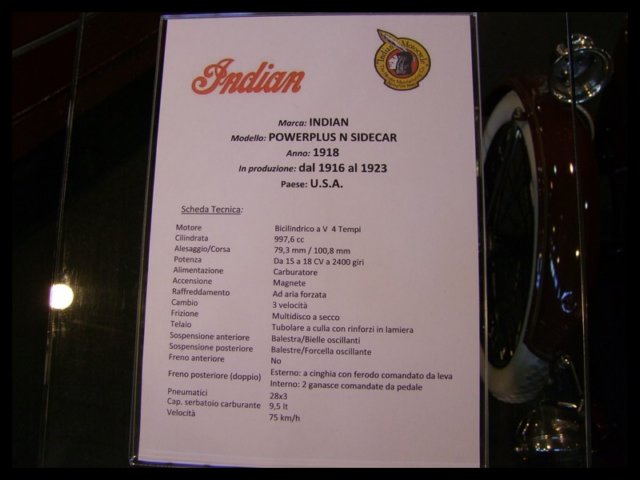 Indian
Marca: INDIAN
Modello: POWERPLUS N SIDECAR
Anno: 1918
In produzione: dal 1916 al 1923
Paese: U.S.A.
Scheda Tecnica:
Motore Bicilindrico a V 4 Tempi
Cilindrata 997,6 cc
Alesaggio/Corsa 79,3 mm / 100,8 mm
Potenza Da 15 a 18 CV a 2400 giri
Alimentazione Carburatore
Accensione Magnete
Raffreddamento Ad aria forzata
Cambio 3 velocità
Frizione Multidisco a secco
Telaio Tubolare a culla con rinforzi in lamiera
Sospensione anteriore Balestra/Bielle oscillanti
Sospensione posteriore Balestre/Forcella oscillante
Freno anteriore No
Freno posteriore (doppio) Esterno: a cinghia con ferodo comandato da leva
Interno: 2 ganasce comandate da pedale
Pneumatici 28x3
Cap. serbatoio carburante 9,5 lt
Velocità 75 km/h